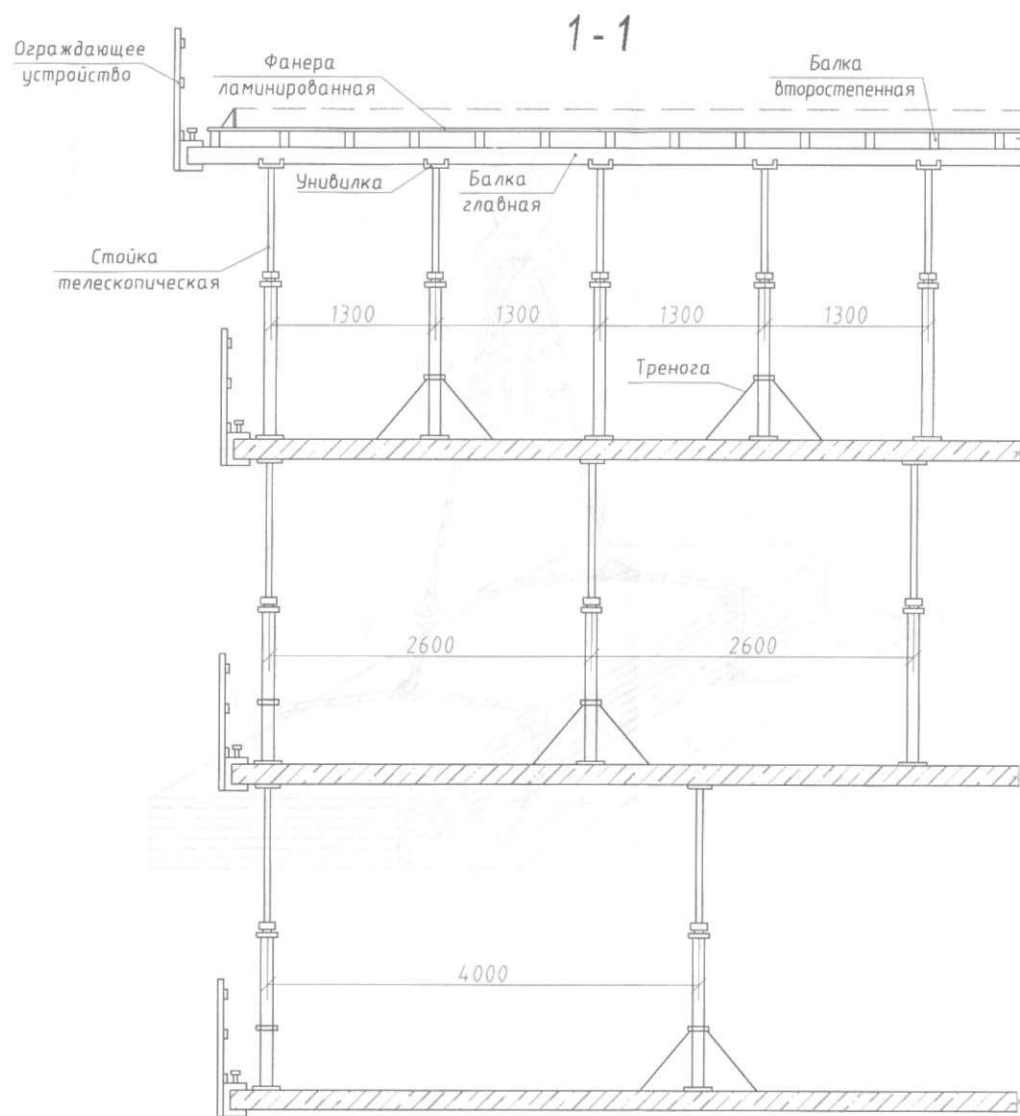 1-1
Ограждающее
устройство
Фанера
ламинированная
Балка
второстепенная
Унивилка
Балка
главная
Стойка
телескопическая
1300
1300
1300
1300
Тренога
2600
2600
4000